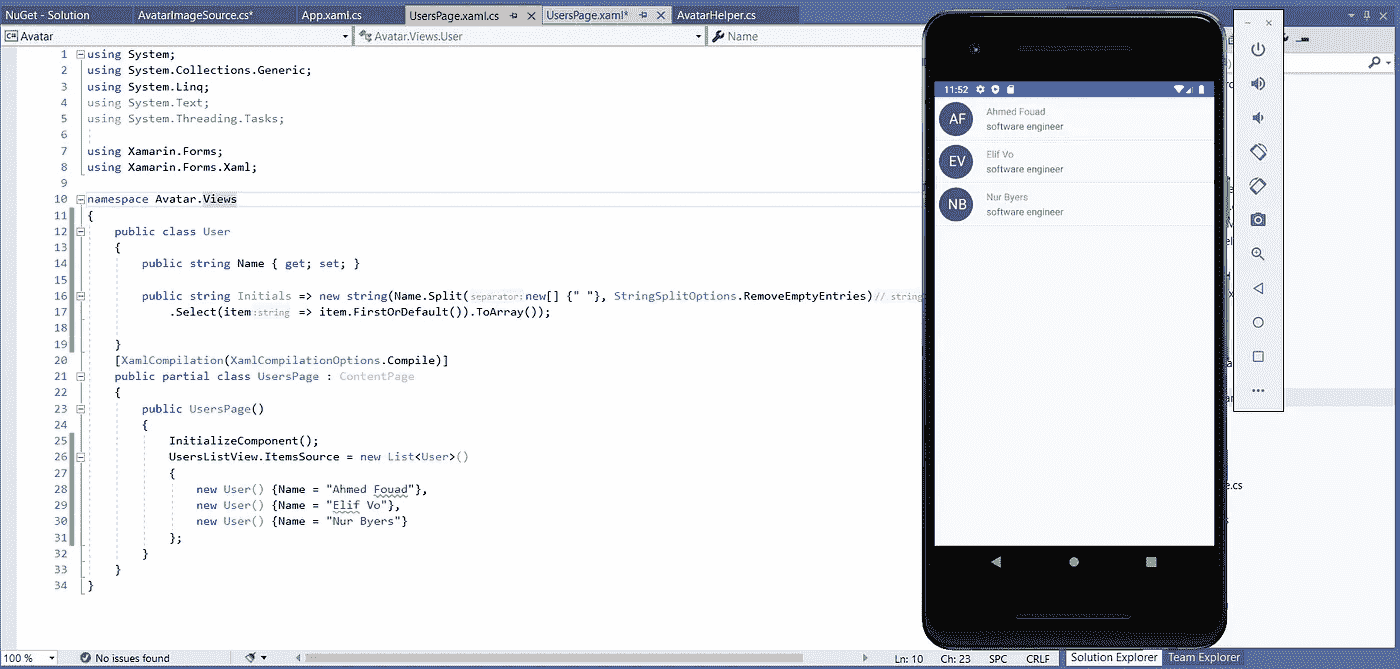 NuGet - Solution
AvatarImageSource.cs*
App.xaml.cs
UsersPage.xaml.cs
UsersPage.xaml*
AvatarHelper.cs
C# Avatar
Avatar.Views.User
Name
1 using System;
2 using System.Collections.Generic;
3 using System.Linq;
4 using System.Text;
5 using System.Threading.Tasks;
6
7 using Xamarin.Forms;
8 using Xamarin.Forms.Xaml;
9
10 namespace Avatar.Views
11 {
12 public class User
13 {
14 public string Name { get; set; }
15
16 public string Initials => new string(Name.Split(separator:new[] {" "}, StringSplitOptions.RemoveEmptyEntries)// string
17 .Select(item:string => item.FirstOrDefault()).ToArray());
18
19 }
20 [XamlCompilation(XamlCompilationOptions.Compile)]
21 public partial class UsersPage : ContentPage
22 {
23 public UsersPage()
24 {
25 InitializeComponent();
26 UsersListView.ItemsSource = new List<User>()
27 {
28 new User() {Name = "Ahmed Fouad"},
29 new User() {Name = "Elif Vo"},
30 new User() {Name = "Nur Byers"}
31 };
32 }
33 }
34 }
11:52
AF
Ahmed Fouad
software engineer
EV
Elif Vo
software engineer
NB
Nur Byers
software engineer
e.cs
100 %
No issues found
Ln: 10
Ch: 23
SPC
CRLF
Solution Explorer
Team Explorer